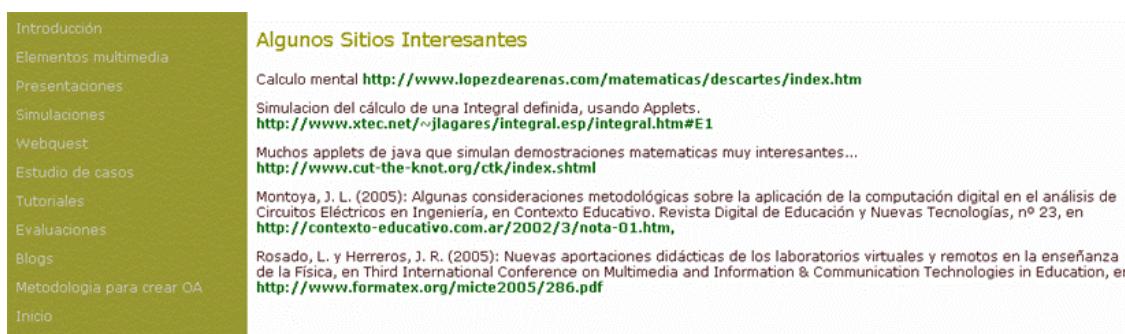 Introducción
Elementos multimedia
Presentaciones
Simulaciones
Webquest
Estudio de casos
Tutoriales
Evaluaciones
Blogs
Metodologia para crear OA
Inicio
Algunos Sitios Interesantes
Calculo mental http://www.lopezdearenas.com/matematicas/descartes/index.htm
Simulacion del cálculo de una Integral definida, usando Applets.
http://www.xtec.net/~jlagares/integral.esp/integral.htm#E1
Muchos applets de java que simulan demostraciones matematicas muy interesantes...
http://www.cut-the-knot.org/ctk/index.shtml
Montoya, J. L. (2005): Algunas consideraciones metodológicas sobre la aplicación de la computación digital en el análisis de
Circuitos Eléctricos en Ingeniería, en Contexto Educativo. Revista Digital de Educación y Nuevas Tecnologías, nº 23, en
http://contexto-educativo.com.ar/2002/3/nota-01.htm,
Rosado, L. y Herreros, J. R. (2005): Nuevas aportaciones didácticas de los laboratorios virtuales y remotos en la enseñanza
de la Física, en Third International Conference on Multimedia and Information & Communication Technologies in Education, en
http://www.formatex.org/micte2005/286.pdf